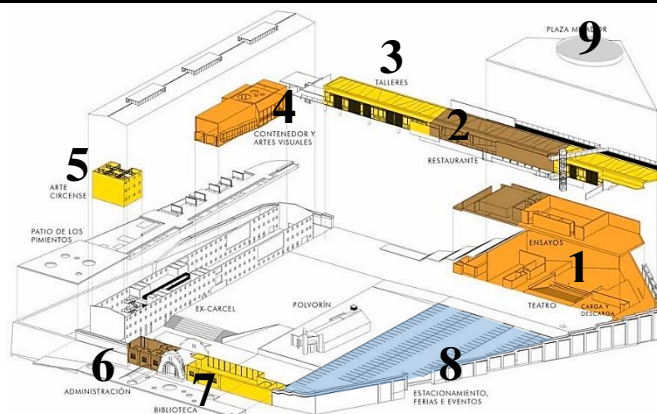 PLAZA MIRADOR
9
3
TALLERES
4
CONTENEDOR Y
ARTES VISUALES
2
RESTAURANTE
5
ARTE
CIRCENSE
PATIO DE LOS
PIMIENTOS
ENSAYOS
1
TEATRO
CARGA Y
DESCARGA
EX-CARCEL
POLVORÍN
6
ADMINISTRACIÓN
7
BIBLIOTECA
8
ESTACIONAMIENTO,
FERIAS E EVENTOS